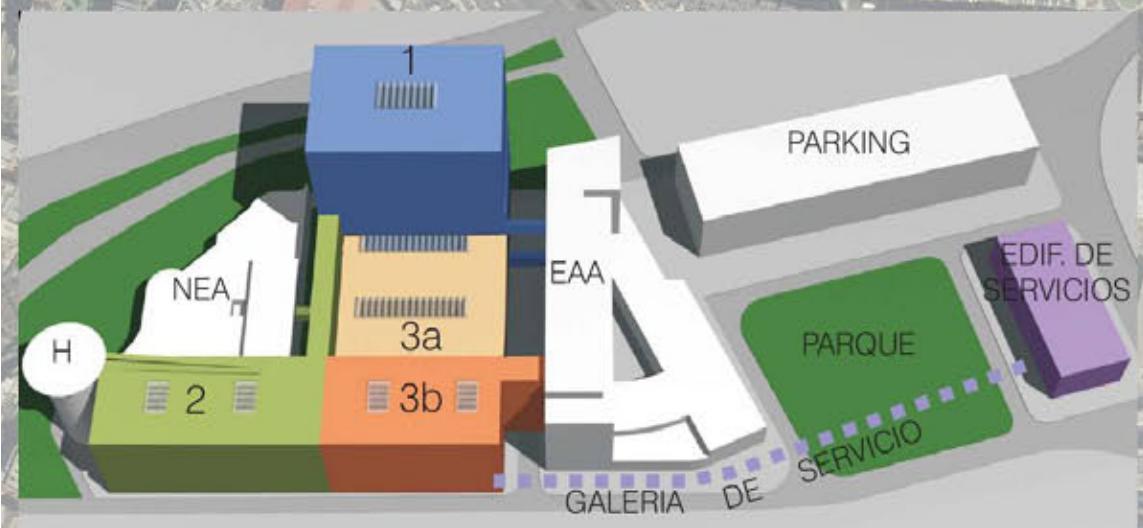 1
PARKING
EDIF. DE
SERVICIOS
NEA
EAA
H
3a
PARQUE
2
3b
GALERIA DE SERVICIO